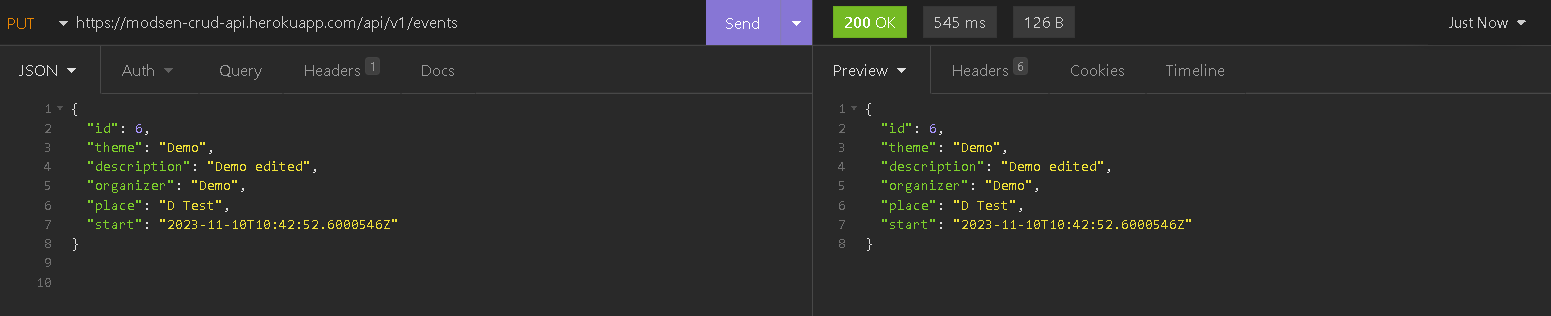 PUT https://modsen-crud-api.herokuapp.com/api/v1/events Send
200 OK 545 ms 126 B Just Now
JSON Auth Query Headers 1 Docs
Preview Headers 6 Cookies Timeline
1 {
2 "id": 6,
3 "theme": "Demo",
4 "description": "Demo edited",
5 "organizer": "Demo",
6 "place": "D Test",
7 "start": "2023-11-10T10:42:52.6000546Z"
8 }
9
10
1 {
2 "id": 6,
3 "theme": "Demo",
4 "description": "Demo edited",
5 "organizer": "Demo",
6 "place": "D Test",
7 "start": "2023-11-10T10:42:52.6000546Z"
8 }